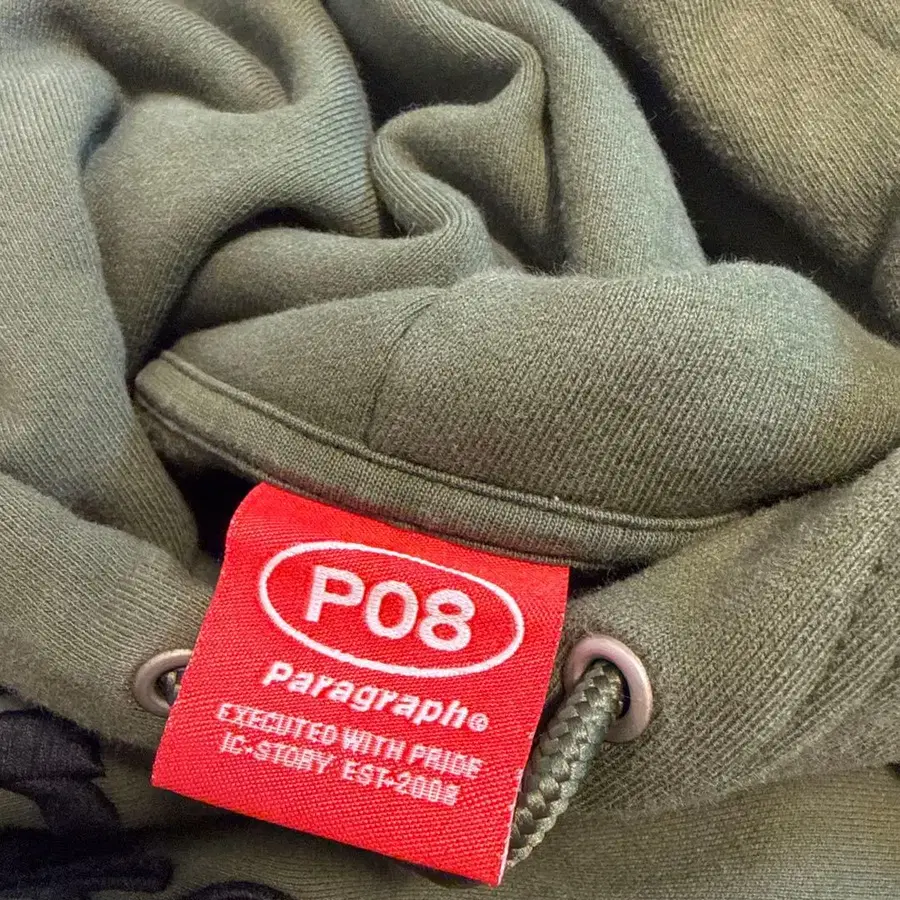 P08
Paragraph®
EXECUTED WITH PRIDE
IC-STORY EST-2008